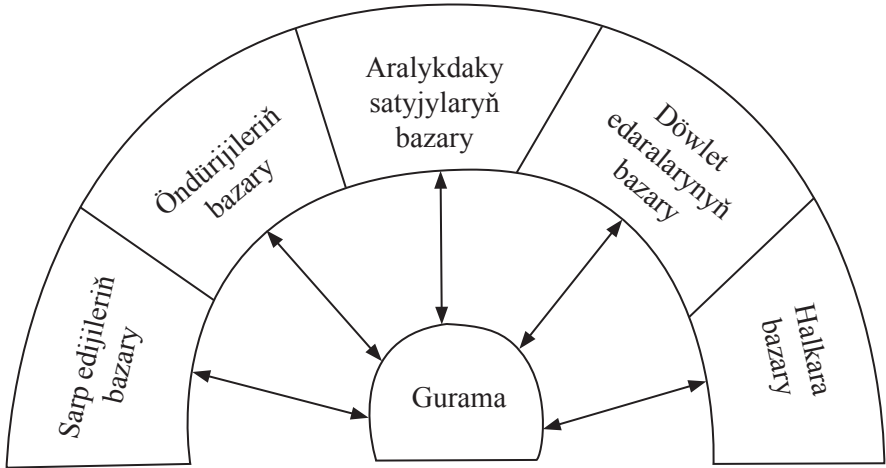 Sarp edijileriň
bazary
Öndürijileriň
bazary
Aralykdaky
satyjylaryň
bazary
Döwlet
edaralarynyň
bazary
Halkara
bazary
Gurama